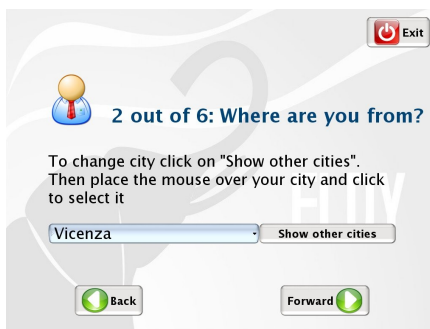 Exit
2 out of 6: Where are you from?
To change city click on "Show other cities".
Then place the mouse over your city and click
to select it
Vicenza
Show other cities
Back
Forward